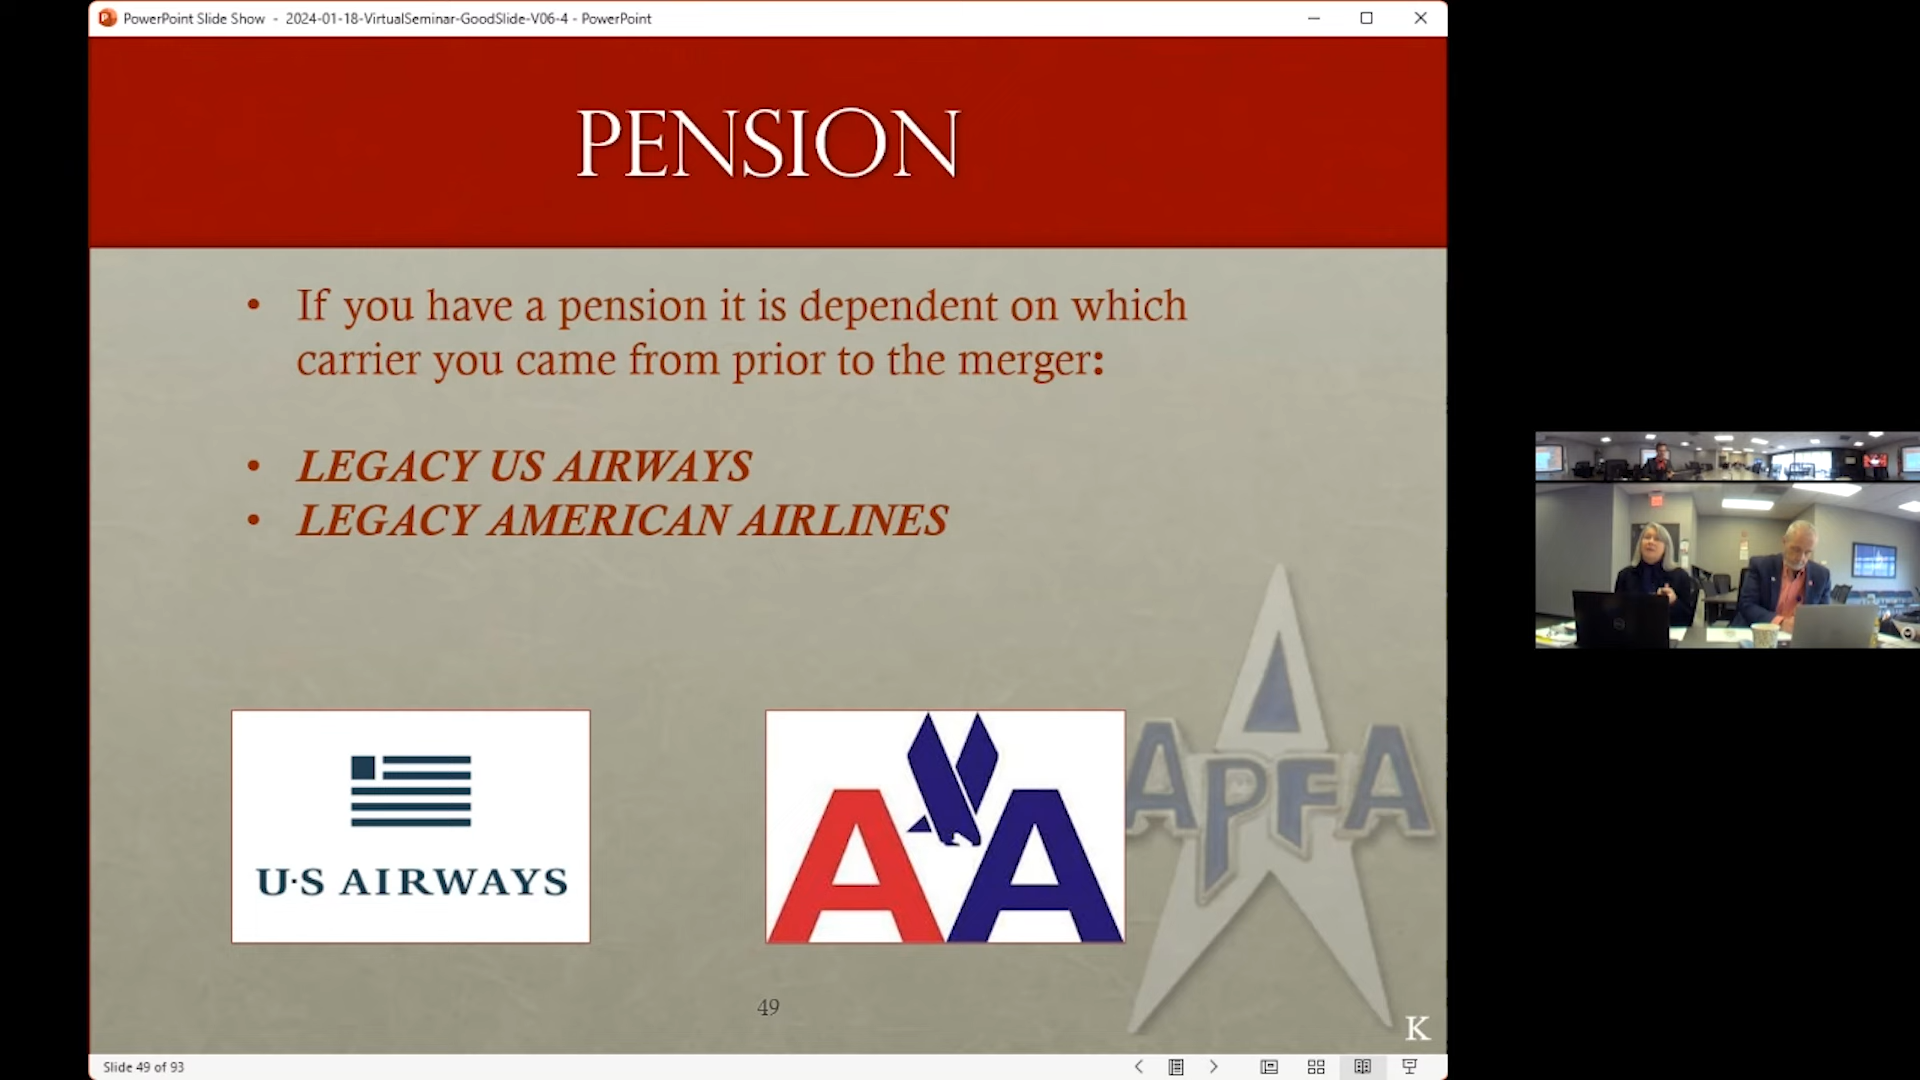 PowerPoint Slide Show - 2024-01-18-VirtualSeminar-GoodSlide-V06-4 - PowerPoint
PENSION
• If you have a pension it is dependent on which
carrier you came from prior to the merger:
• LEGACY US AIRWAYS
• LEGACY AMERICAN AIRLINES
U·S AIRWAYS
AA
APFA
49
K
Slide 49 of 93